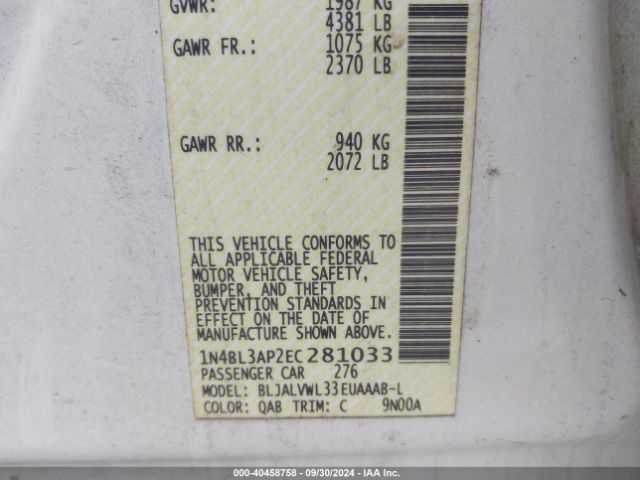 GVWR: 1987 KG
4381 LB
GAWR FR.: 1075 KG
2370 LB
GAWR RR.: 940 KG
2072 LB
THIS VEHICLE CONFORMS TO
ALL APPLICABLE FEDERAL
MOTOR VEHICLE SAFETY,
BUMPER, AND THEFT
PREVENTION STANDARDS IN
EFFECT ON THE DATE OF
MANUFACTURE SHOWN ABOVE.
1N4BL3AP2EC281033
PASSENGER CAR 276
MODEL: BLJALVWL33EUAAAB-L
COLOR: QAB TRIM: C 9N00A
000-40458758 - 09/30/2024 - IAA Inc.